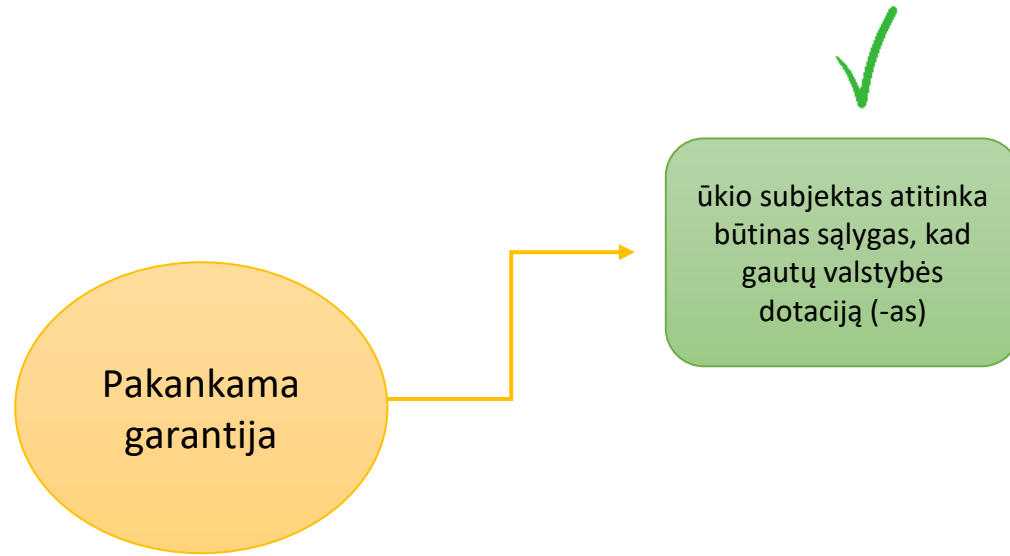 ūkio subjektas atitinka
būtinas sąlygas, kad
gautų valstybės
dotaciją (-as)
Pakankama
garantija